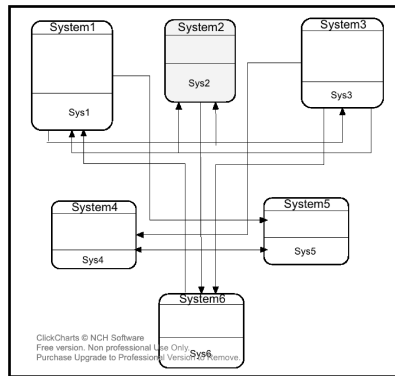 System1
System2
System3
Sys1
Sys2
Sys3
System4
System5
Sys4
Sys5
System6
Sys6
ClickCharts © NCH Software
Free version. Non professional Use Only.
Purchase Upgrade to Professional Version to Remove.